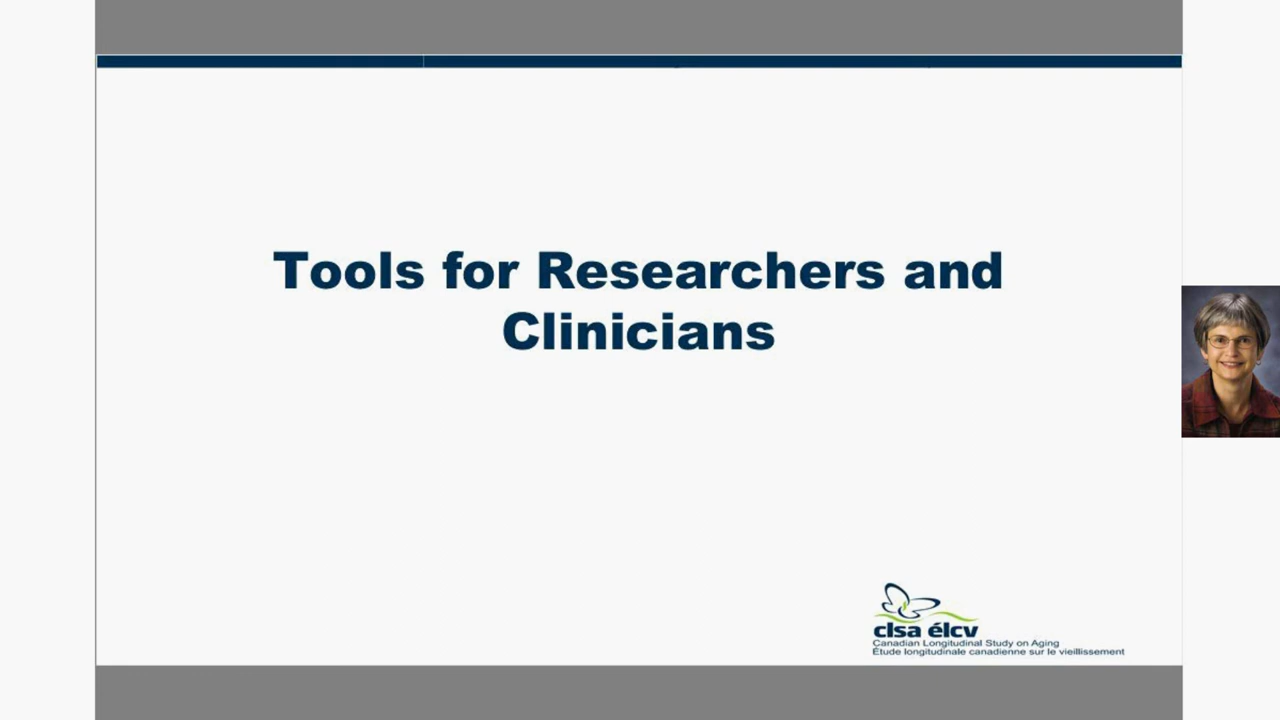 Tools for Researchers and
Clinicians
clsa élcv
Canadian Longitudinal Study on Aging
Étude longitudinale canadienne sur le vieillissement